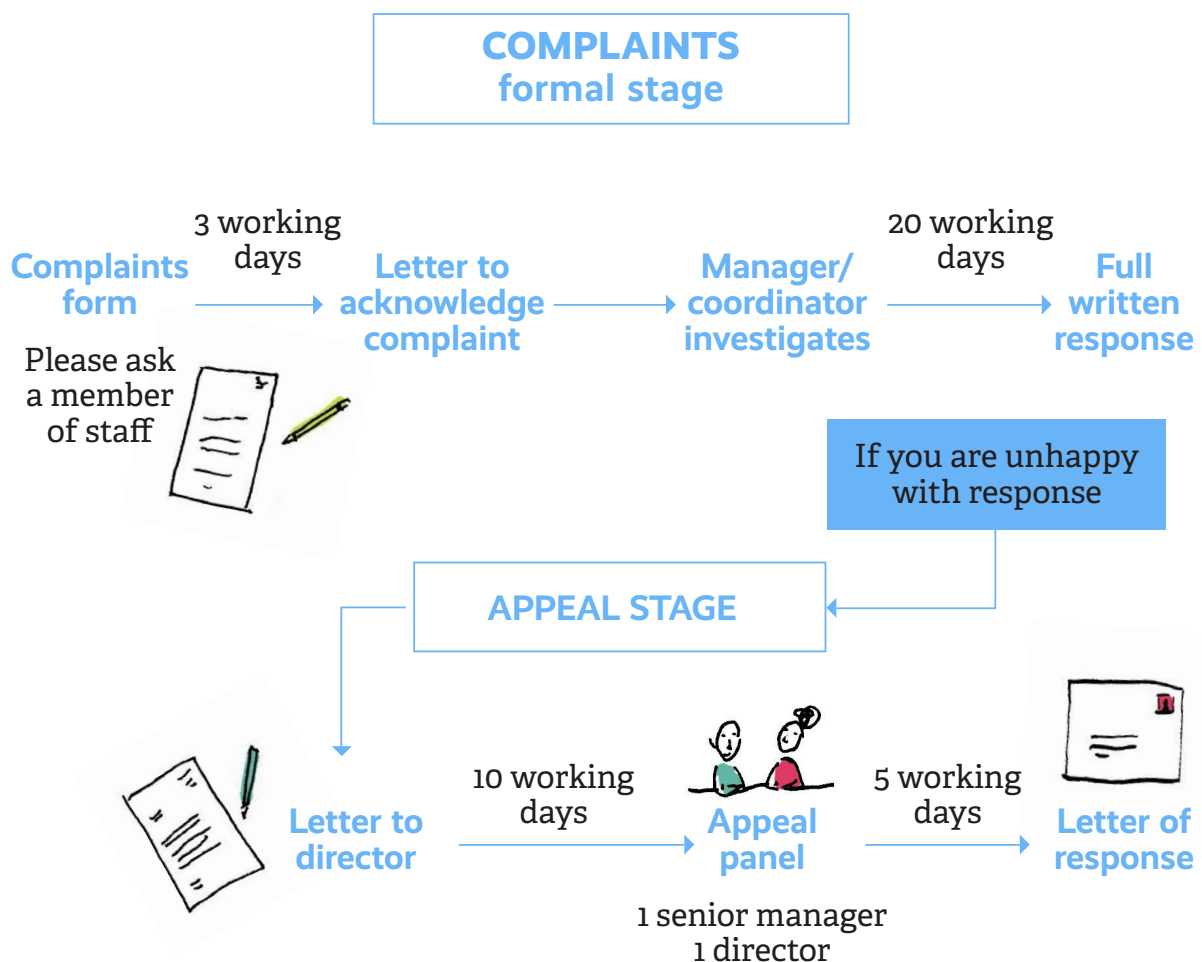 COMPLAINTS
formal stage
Complaints
form
3 working
days
Letter to
acknowledge
complaint
Manager/
coordinator
investigates
20 working
days
Full
written
response
Please ask
a member
of staff
If you are unhappy
with response
APPEAL STAGE
Letter to
director
10 working
days
Appeal
panel
1 senior manager
1 director
5 working
days
Letter of
response